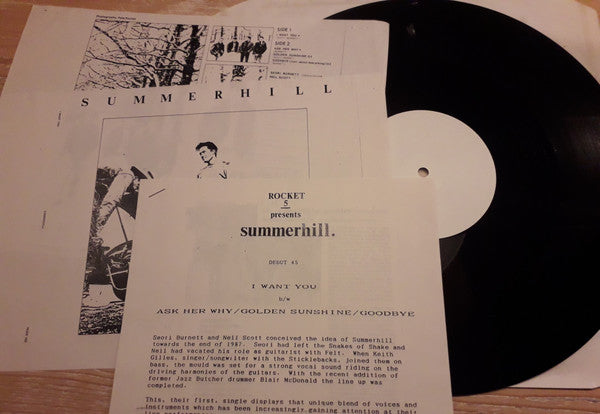 SIDE 1
SIDE 2
SUMMERHILL
ROCKET
5
presents
summerhill.
DEBUT 45
I WANT YOU
b/w
ASK HER WHY/GOLDEN SUNSHINE/GOODBYE
Seori Burnett and Neil Scott conceived the idea of Summerhill
towards the end of 1987. Seori had left the Snakes of Shake and
Neil had vacated his role as guitarist with Felt. When Keith
Gilles, singer/songwriter with the Sticklebacks, joined them on
bass, the mould was set for a strong vocal sound riding on the
driving harmonies of the guitars. With the recent addition of
former Jazz Butcher drummer Blair McDonald the line up was
completed.
This, their first, single displays that unique blend of voices and
instruments which has been increasingly gaining attention at their